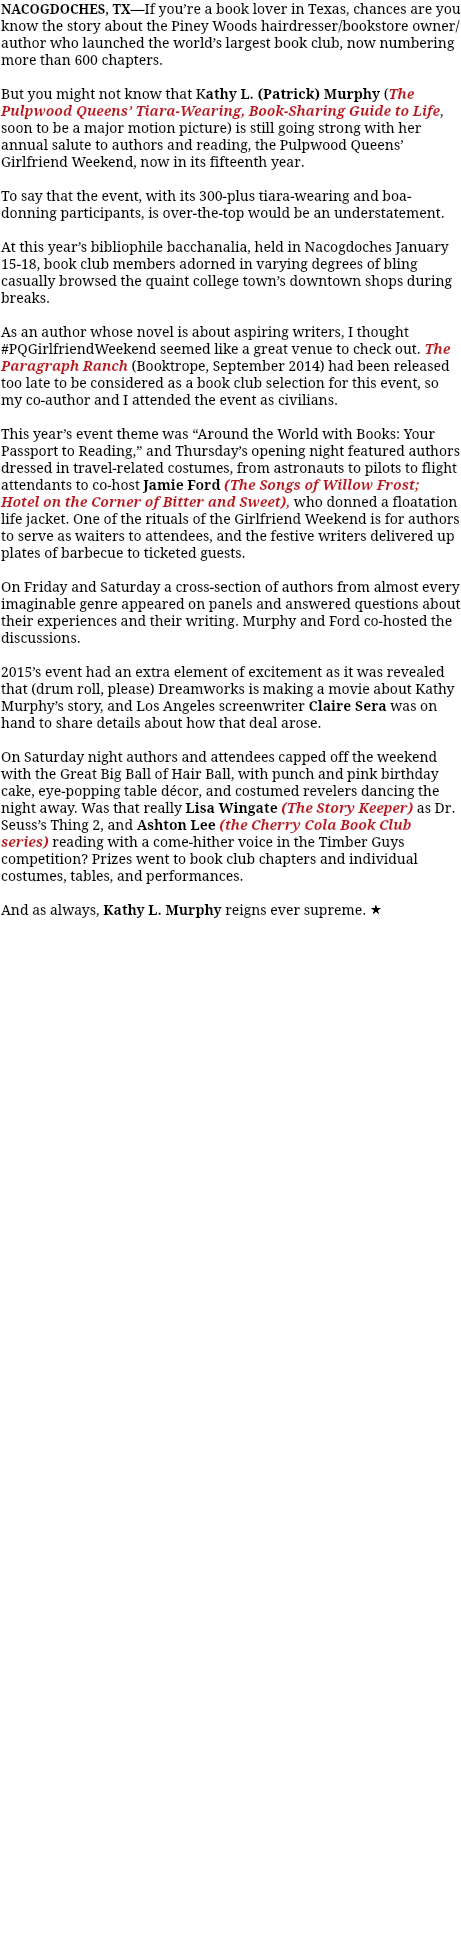 NACOGDOCHES, TX—If you’re a book lover in Texas, chances are you
know the story about the Piney Woods hairdresser/bookstore owner/
author who launched the world’s largest book club, now numbering
more than 600 chapters.
But you might not know that Kathy L. (Patrick) Murphy (The
Pulpwood Queens’ Tiara-Wearing, Book-Sharing Guide to Life,
soon to be a major motion picture) is still going strong with her
annual salute to authors and reading, the Pulpwood Queens’
Girlfriend Weekend, now in its fifteenth year.
To say that the event, with its 300-plus tiara-wearing and boa-
donning participants, is over-the-top would be an understatement.
At this year’s bibliophile bacchanalia, held in Nacogdoches January
15-18, book club members adorned in varying degrees of bling
casually browsed the quaint college town’s downtown shops during
breaks.
As an author whose novel is about aspiring writers, I thought
#PQGirlfriendWeekend seemed like a great venue to check out. The
Paragraph Ranch (Booktrope, September 2014) had been released
too late to be considered as a book club selection for this event, so
my co-author and I attended the event as civilians.
This year’s event theme was “Around the World with Books: Your
Passport to Reading,” and Thursday’s opening night featured authors
dressed in travel-related costumes, from astronauts to pilots to flight
attendants to co-host Jamie Ford (The Songs of Willow Frost;
Hotel on the Corner of Bitter and Sweet), who donned a floatation
life jacket. One of the rituals of the Girlfriend Weekend is for authors
to serve as waiters to attendees, and the festive writers delivered up
plates of barbecue to ticketed guests.
On Friday and Saturday a cross-section of authors from almost every
imaginable genre appeared on panels and answered questions about
their experiences and their writing. Murphy and Ford co-hosted the
discussions.
2015’s event had an extra element of excitement as it was revealed
that (drum roll, please) Dreamworks is making a movie about Kathy
Murphy’s story, and Los Angeles screenwriter Claire Sera was on
hand to share details about how that deal arose.
On Saturday night authors and attendees capped off the weekend
with the Great Big Ball of Hair Ball, with punch and pink birthday
cake, eye-popping table décor, and costumed revelers dancing the
night away. Was that really Lisa Wingate (The Story Keeper) as Dr.
Seuss’s Thing 2, and Ashton Lee (the Cherry Cola Book Club
series) reading with a come-hither voice in the Timber Guys
competition? Prizes went to book club chapters and individual
costumes, tables, and performances.
And as always, Kathy L. Murphy reigns ever supreme. ★